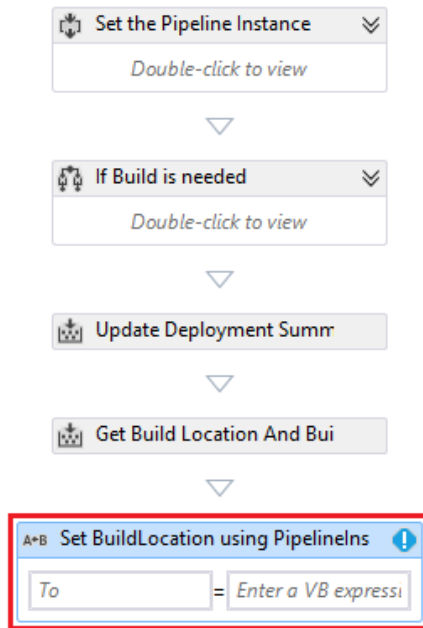 Set the Pipeline Instance
Double-click to view
If Build is needed
Double-click to view
Update Deployment Summ
Get Build Location And Bui
A+B Set BuildLocation using PipelineIns
To = Enter a VB expressi